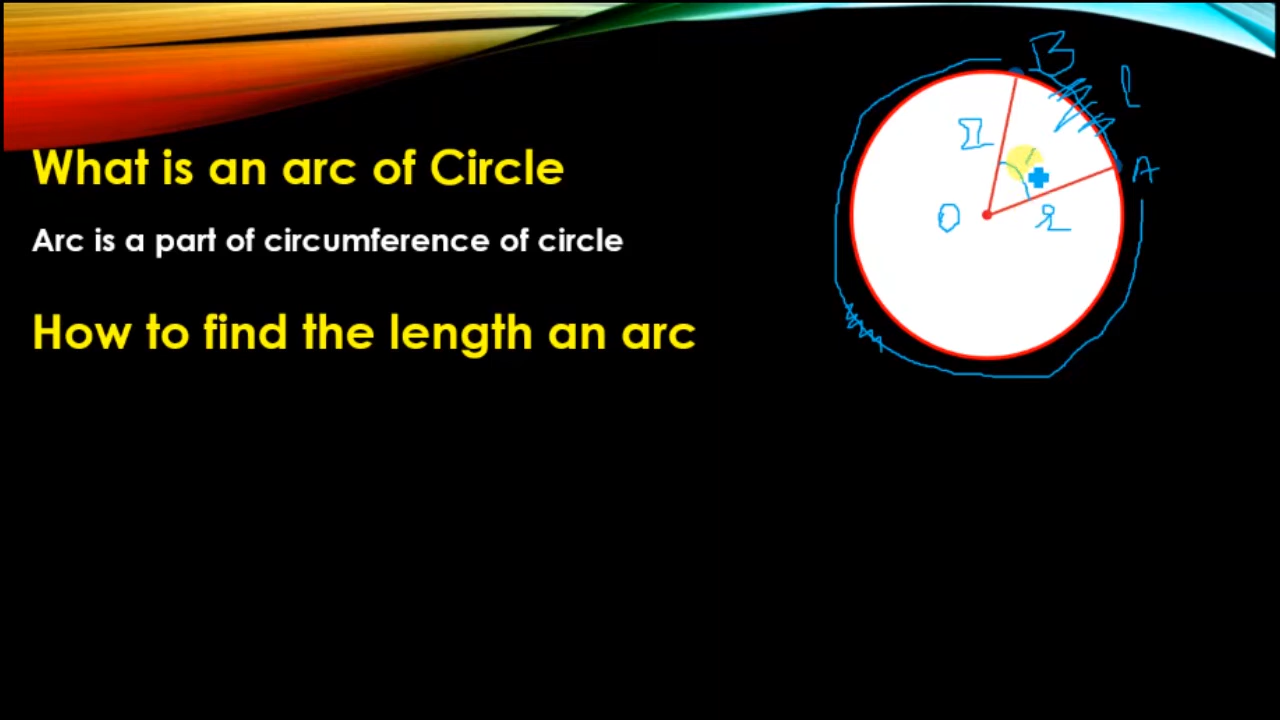 What is an arc of Circle
Arc is a part of circumference of circle
How to find the length an arc
B
l
A
O
r